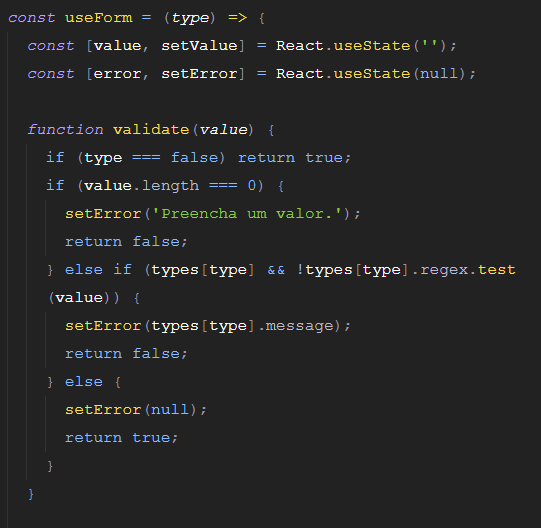 const useForm = (type) => {
  const [value, setValue] = React.useState('');
  const [error, setError] = React.useState(null);

  function validate(value) {
    if (type === false) return true;
    if (value.length === 0) {
      setError('Preencha um valor.');
      return false;
    } else if (types[type] && !types[type].regex.test
    (value)) {
      setError(types[type].message);
      return false;
    } else {
      setError(null);
      return true;
    }
  }